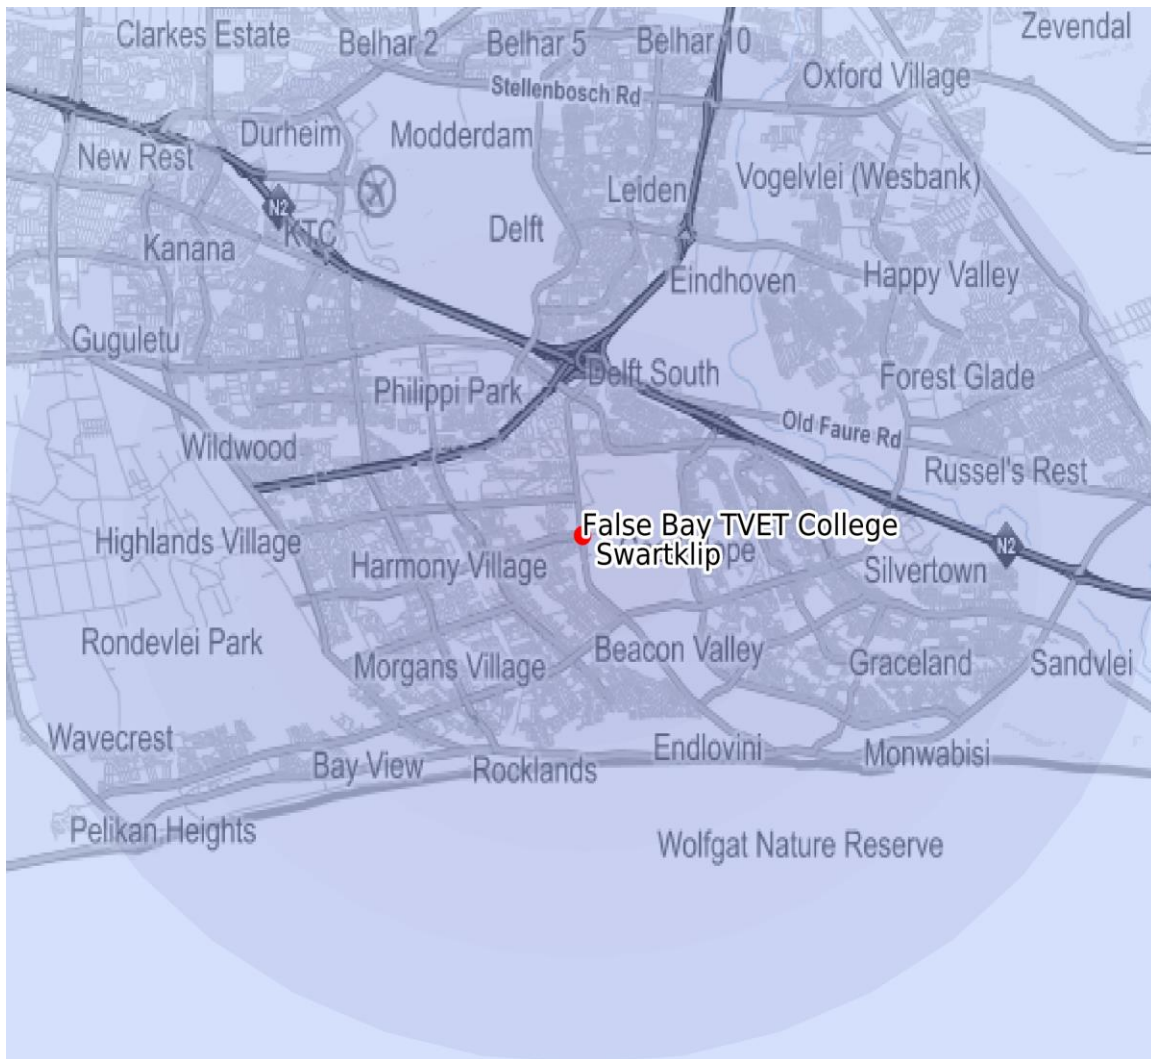 Clarkes Estate
Belhar 2
Belhar 5
Belhar 10
Zevendal
Oxford Village
Stellenbosch Rd
Durheim
Modderdam
New Rest
Leiden
Vogelvlei (Wesbank)
N2
KTC
Delft
Kanana
Eindhoven
Happy Valley
Guguletu
Philippi Park
Delft South
Forest Glade
Old Faure Rd
Wildwood
Russel's Rest
False Bay TVET College
Swartklip
N2
Highlands Village
Harmony Village
Silvertown
Rondevlei Park
Morgans Village
Beacon Valley
Graceland
Sandvlei
Wavecrest
Bay View
Rocklands
Endlovini
Monwabisi
Pelikan Heights
Wolfgat Nature Reserve